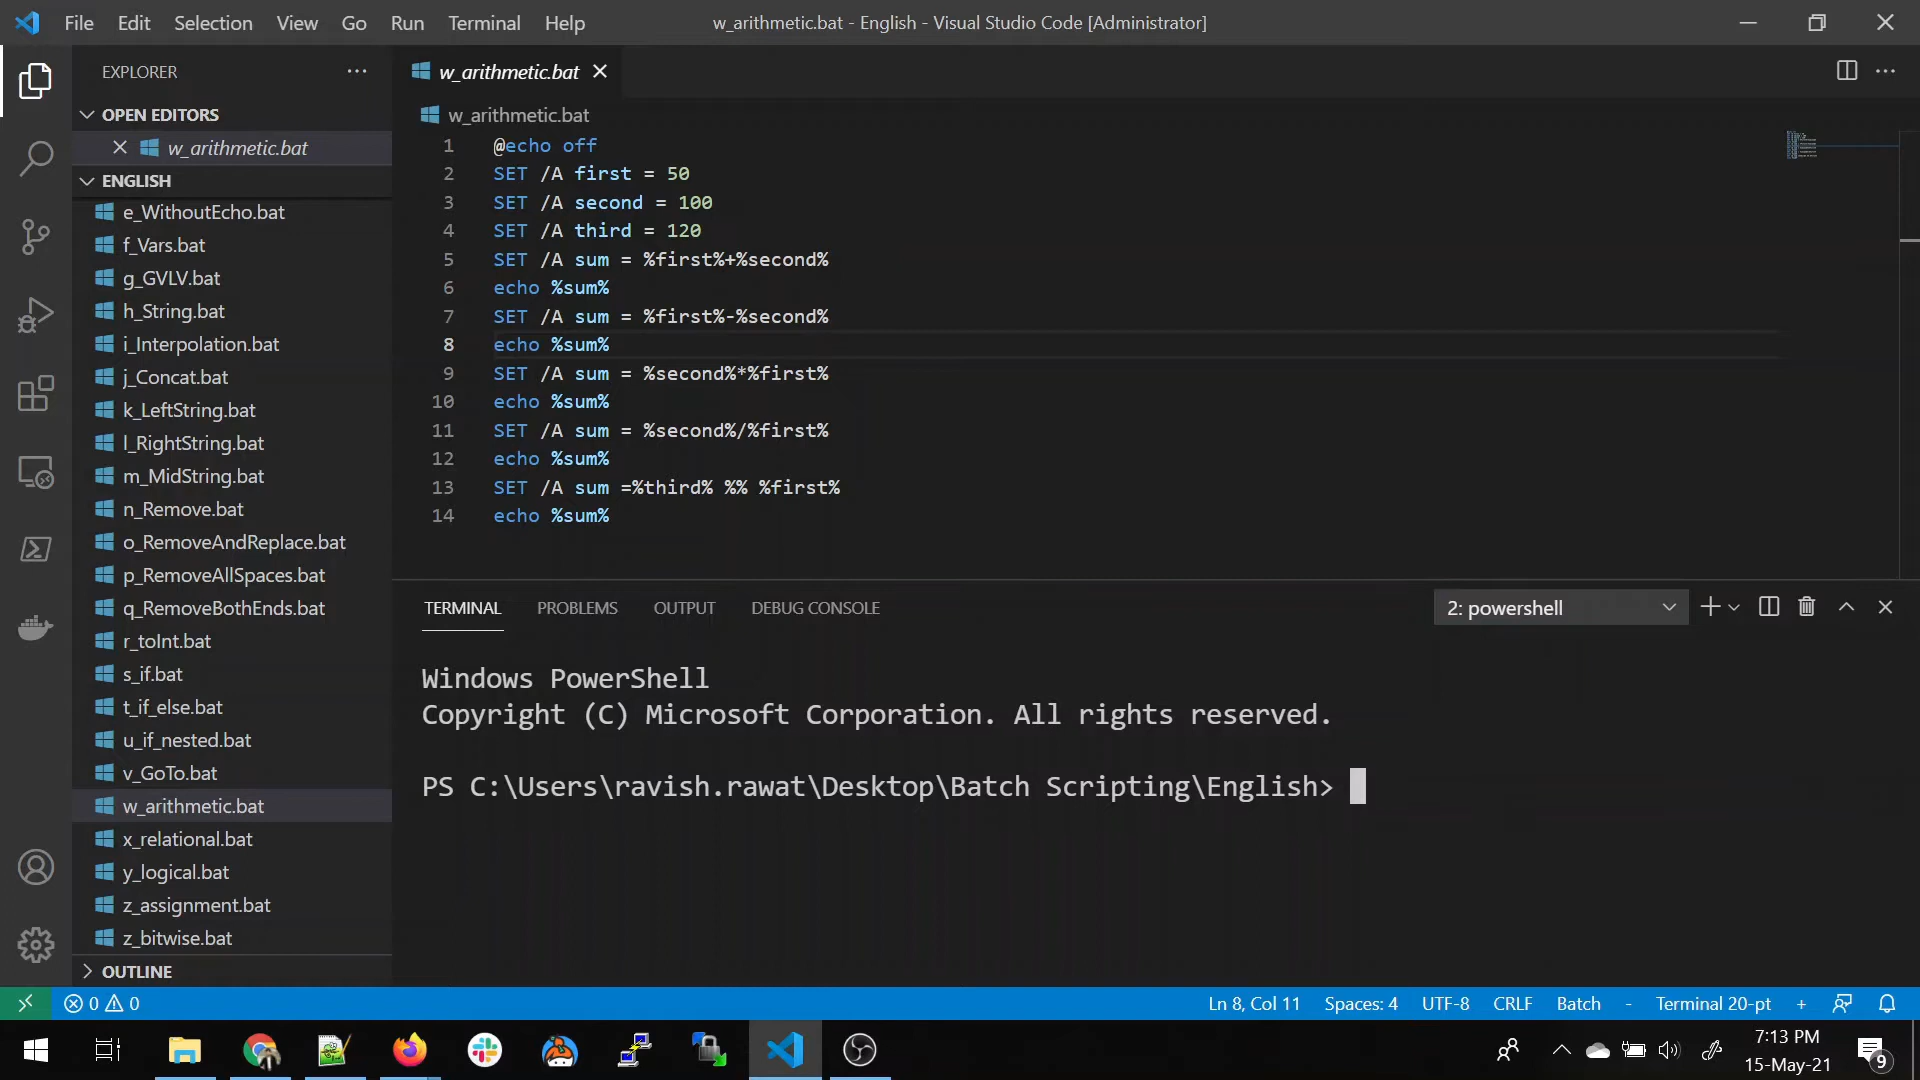 File Edit Selection View Go Run Terminal Help w_arithmetic.bat - English - Visual Studio Code [Administrator]
EXPLORER
OPEN EDITORS
w_arithmetic.bat
ENGLISH
e_WithoutEcho.bat
f_Vars.bat
g_GVLV.bat
h_String.bat
i_Interpolation.bat
j_Concat.bat
k_LeftString.bat
l_RightString.bat
m_MidString.bat
n_Remove.bat
o_RemoveAndReplace.bat
p_RemoveAllSpaces.bat
q_RemoveBothEnds.bat
r_toInt.bat
s_if.bat
t_if_else.bat
u_if_nested.bat
v_GoTo.bat
w_arithmetic.bat
x_relational.bat
y_logical.bat
z_assignment.bat
z_bitwise.bat
OUTLINE
w_arithmetic.bat
w_arithmetic.bat
1 @echo off
2 SET /A first = 50
3 SET /A second = 100
4 SET /A third = 120
5 SET /A sum = %first%+%second%
6 echo %sum%
7 SET /A sum = %first%-%second%
8 echo %sum%
9 SET /A sum = %second%*%first%
10 echo %sum%
11 SET /A sum = %second%/%first%
12 echo %sum%
13 SET /A sum =%third% %% %first%
14 echo %sum%
TERMINAL PROBLEMS OUTPUT DEBUG CONSOLE 2: powershell
Windows PowerShell
Copyright (C) Microsoft Corporation. All rights reserved.
PS C:\Users\ravish.rawat\Desktop\Batch Scripting\English>
0 0 Ln 8, Col 11 Spaces: 4 UTF-8 CRLF Batch - Terminal 20-pt +
7:13 PM
15-May-21
9